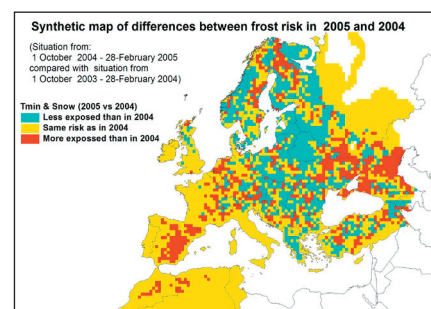 Synthetic map of differences between frost risk in 2005 and 2004
(Situation from:
1 October 2004 - 28-February 2005
compared with situation from
1 October 2003 - 28-February 2004)
Tmin & Snow (2005 vs 2004)
Less exposed than in 2004
Same risk as in 2004
More expossed than in 2004